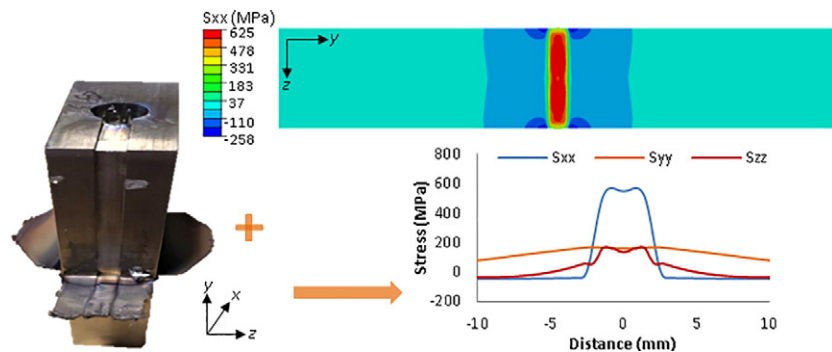 Sxx (MPa)
625
478
331
183
37
-110
-258
y
z
Sxx Syy Szz
800
600
400
200
0
-200
Stress (MPa)
-10 -5 0 5 10
Distance (mm)
y
x
z